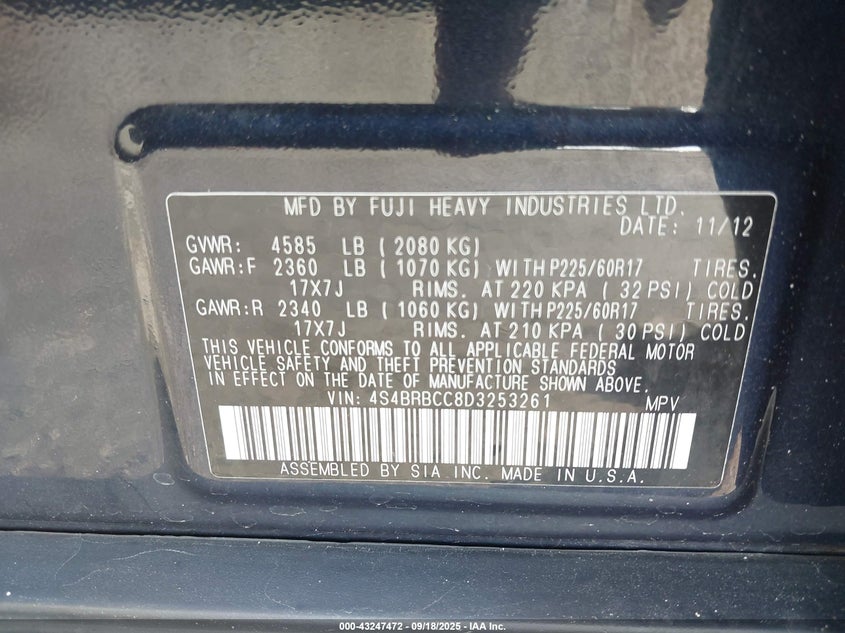 MFD BY FUJI HEAVY INDUSTRIES LTD.
DATE: 11/12
GVWR: 4585 LB (2080 KG)
GAWR:F 2360 LB (1070 KG) WITH P225/60R17 TIRES.
17X7J RIMS. AT 220 KPA (32 PSI) COLD
GAWR:R 2340 LB (1060 KG) WITH P225/60R17 TIRES.
17X7J RIMS. AT 210 KPA (30 PSI) COLD
THIS VEHICLE CONFORMS TO ALL APPLICABLE FEDERAL MOTOR
VEHICLE SAFETY AND THEFT PREVENTION STANDARDS
IN EFFECT ON THE DATE OF MANUFACTURE SHOWN ABOVE.
VIN: 4S4BRBCC8D3253261 MPV
ASSEMBLED BY SIA INC. MADE IN U.S.A.
000-43247472 - 09/18/2025 - IAA Inc.